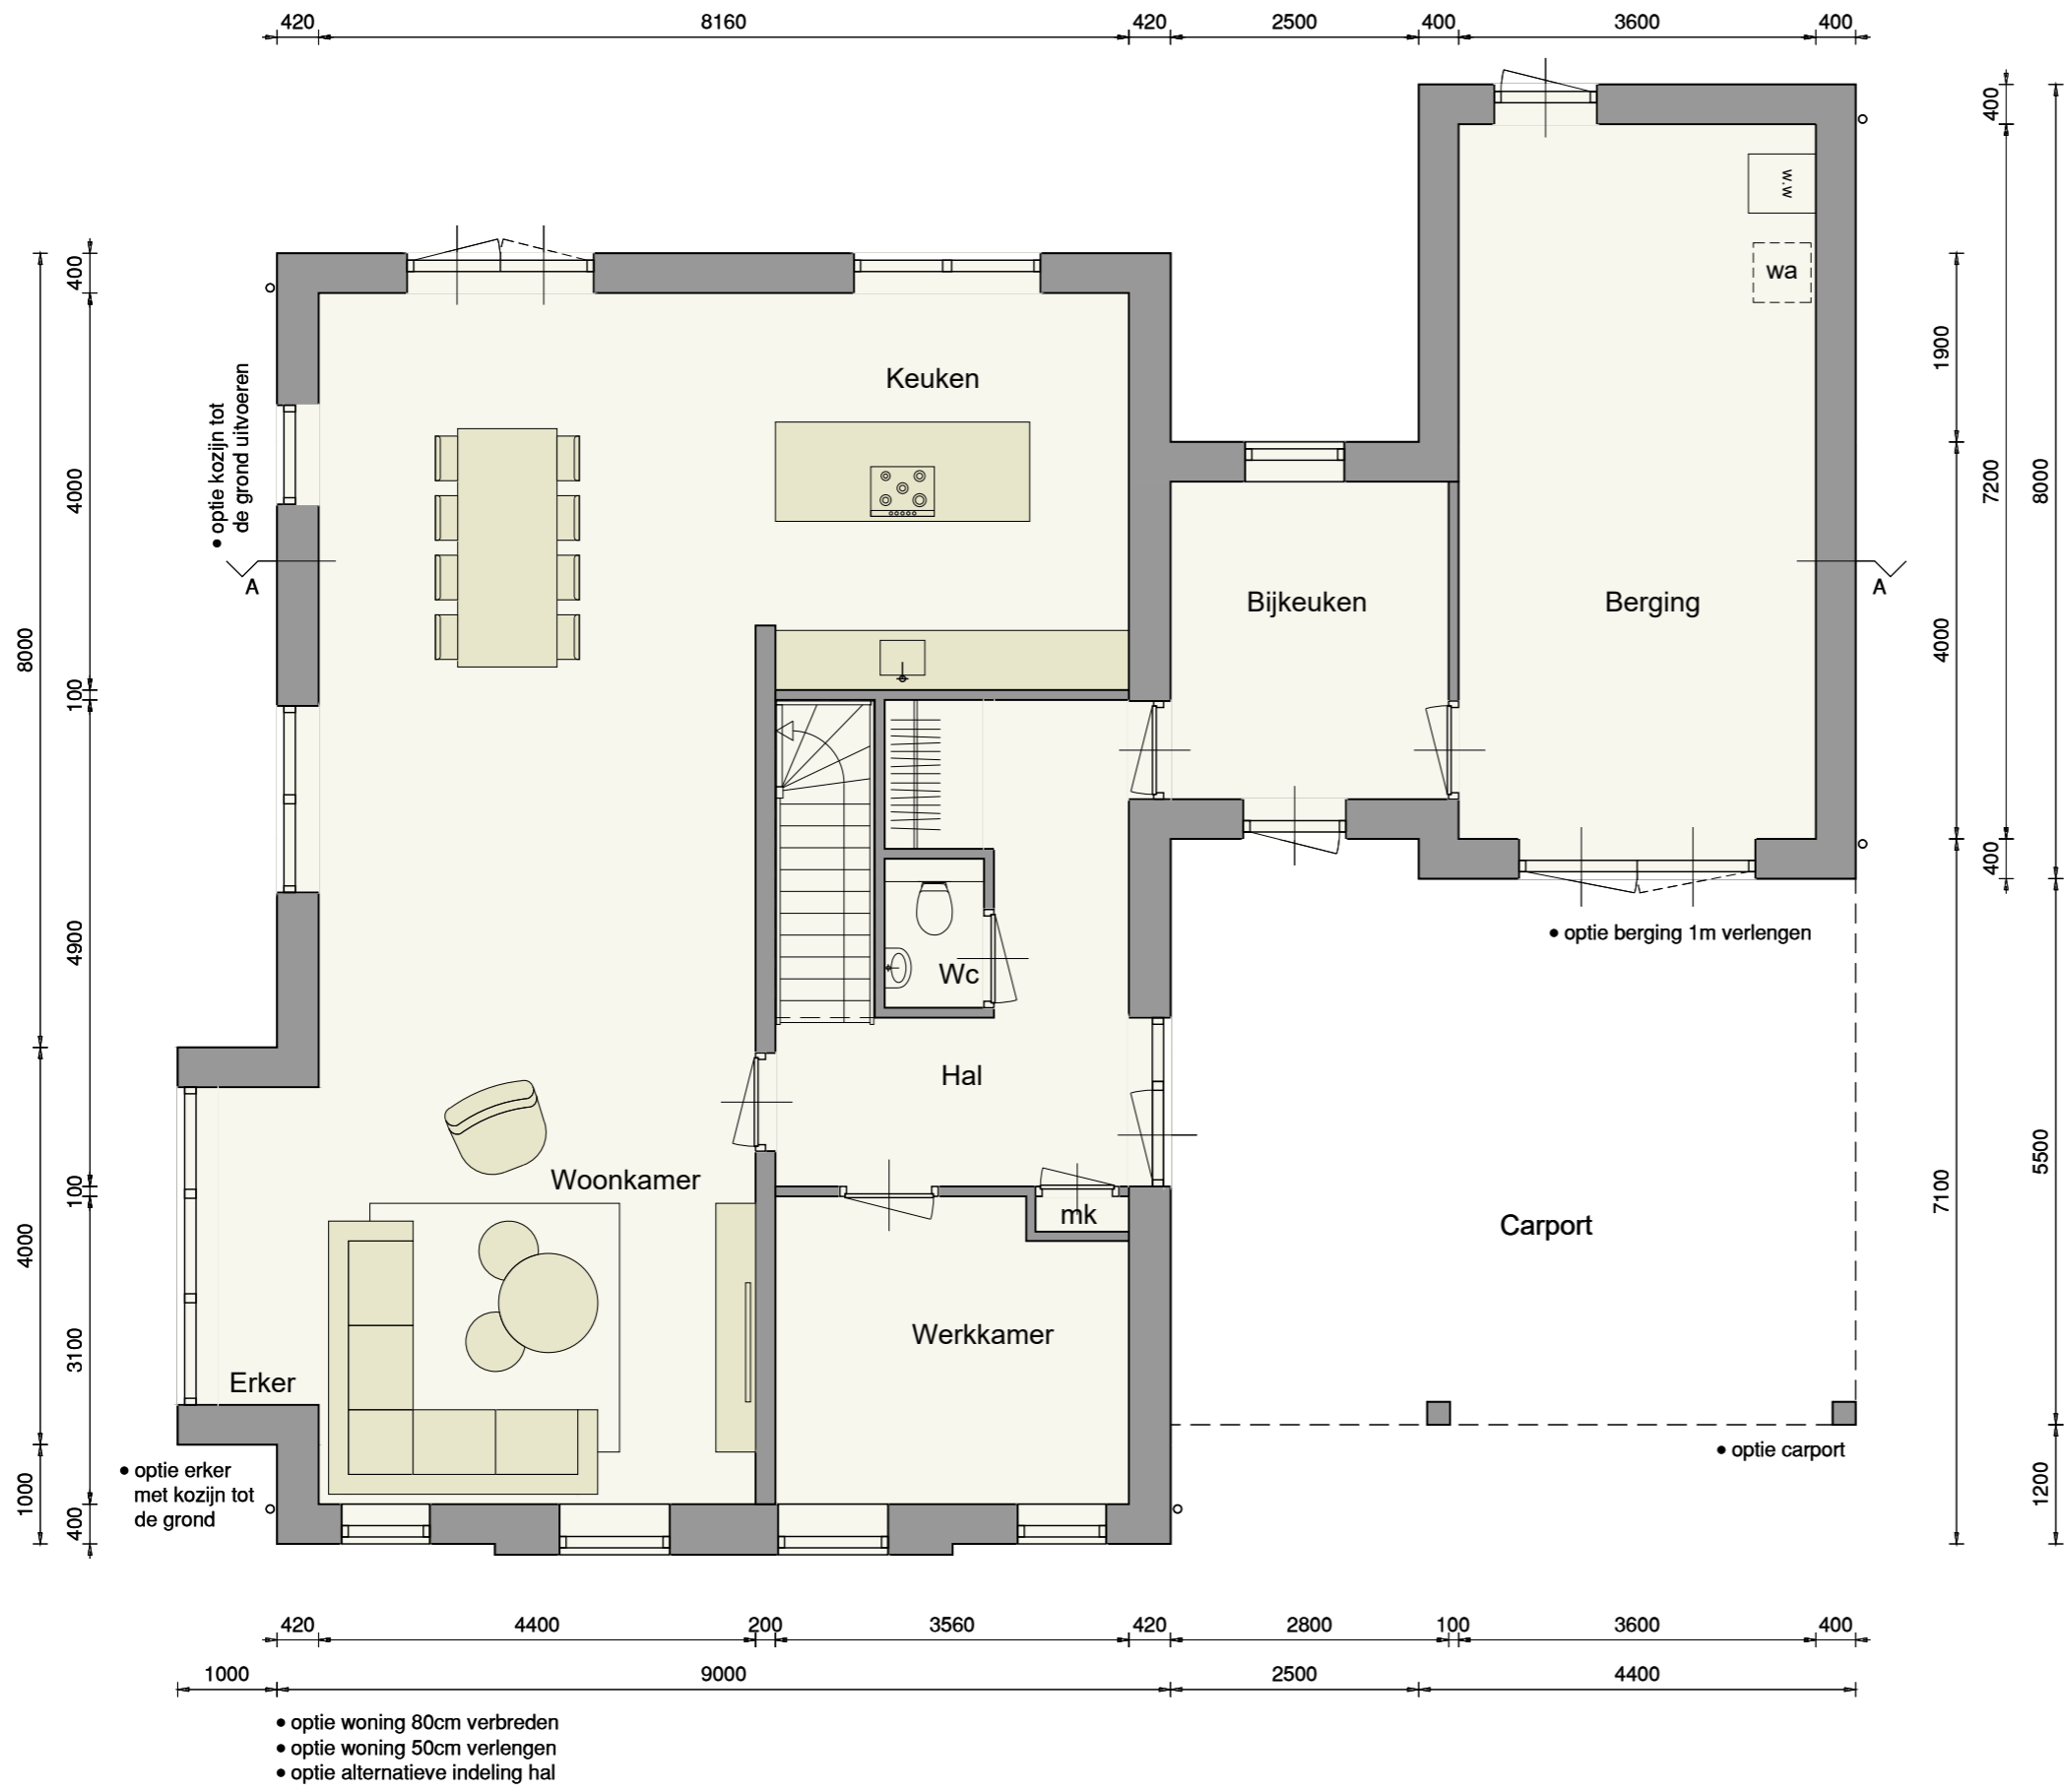 420 8160 420 2500 400 3600 400
400
7200
400
8000
1900
4000
7100
5500
1200
400
4000
100
4900
100
3100
400
8000
4000
1000
w.w
wa
Keuken
• optie kozijn tot
de grond uitvoeren
A
A
Bijkeuken
Berging
• optie berging 1m verlengen
Wc
Hal
Woonkamer
mk
Carport
Werkkamer
Erker
• optie carport
• optie erker
met kozijn tot
de grond
420 4400 200 3560 420 2800 100 3600 400
1000 9000 2500 4400
• optie woning 80cm verbreden
• optie woning 50cm verlengen
• optie alternatieve indeling hal